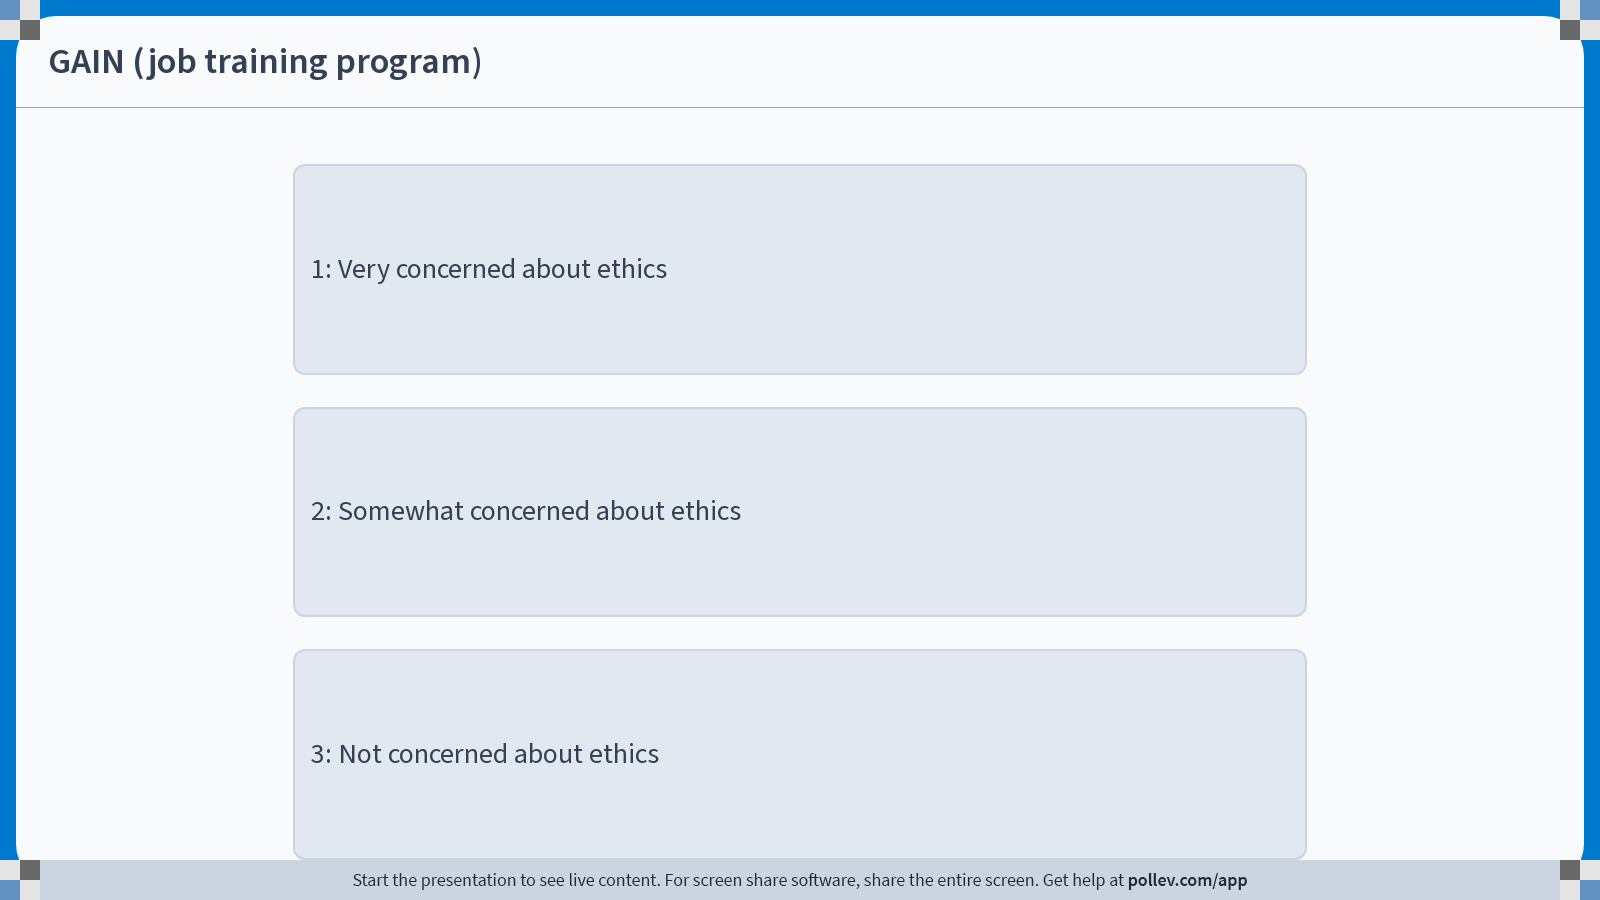 GAIN (job training program)
1: Very concerned about ethics
2: Somewhat concerned about ethics
3: Not concerned about ethics
Start the presentation to see live content. For screen share software, share the entire screen. Get help at pollev.com/app